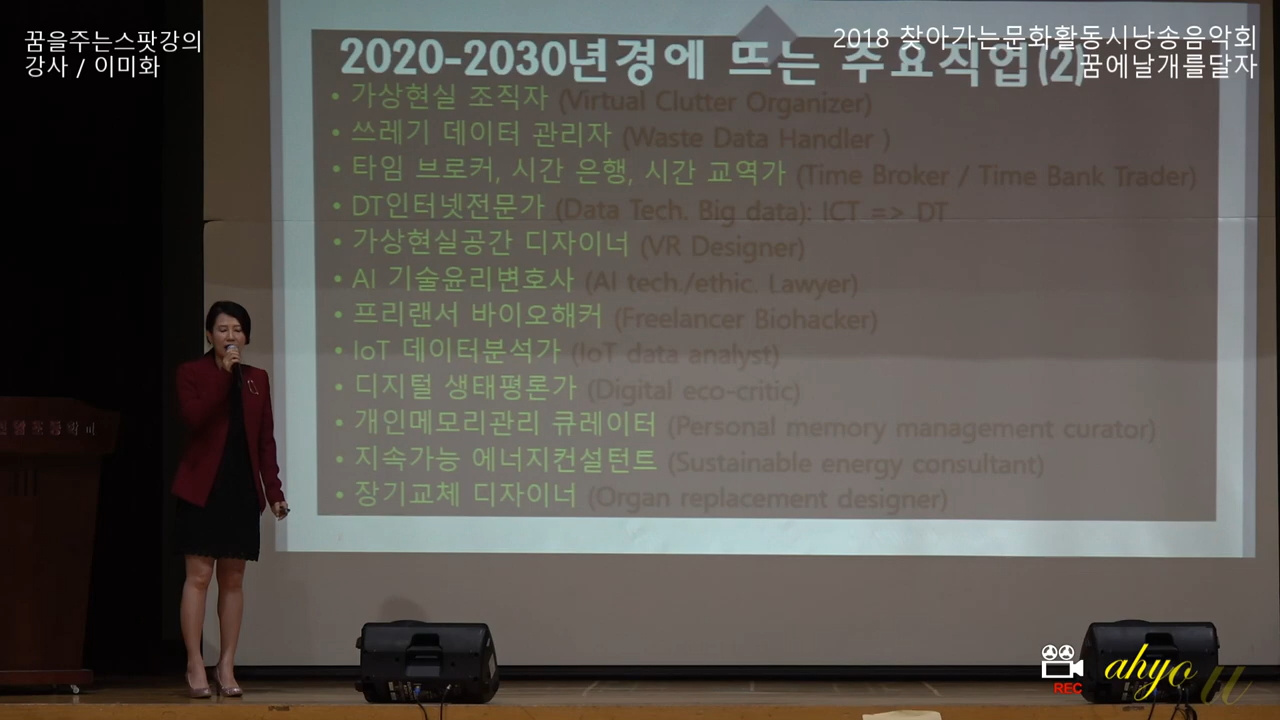 꿈을주는스팟강의
강사 / 이미화
2018 찾아가는문화활동시낭송음악회
꿈에날개를달자
2020-2030년경에 뜨는 주요직업(2)
• 가상현실 조직자 (Virtual Clutter Organizer)
• 쓰레기 데이터 관리자 (Waste Data Handler )
• 타임 브로커, 시간 은행, 시간 교역가 (Time Broker / Time Bank Trader)
• DT인터넷전문가 (Data Tech. Big data): ICT => DT
• 가상현실공간 디자이너 (VR Designer)
• AI 기술윤리변호사 (AI tech./ethic. Lawyer)
• 프리랜서 바이오해커 (Freelancer Biohacker)
• IoT 데이터분석가 (IoT data analyst)
• 디지털 생태평론가 (Digital eco-critic)
• 개인메모리관리 큐레이터 (Personal memory management curator)
• 지속가능 에너지컨설턴트 (Sustainable energy consultant)
• 장기교체 디자이너 (Organ replacement designer)
REC
ahyo u